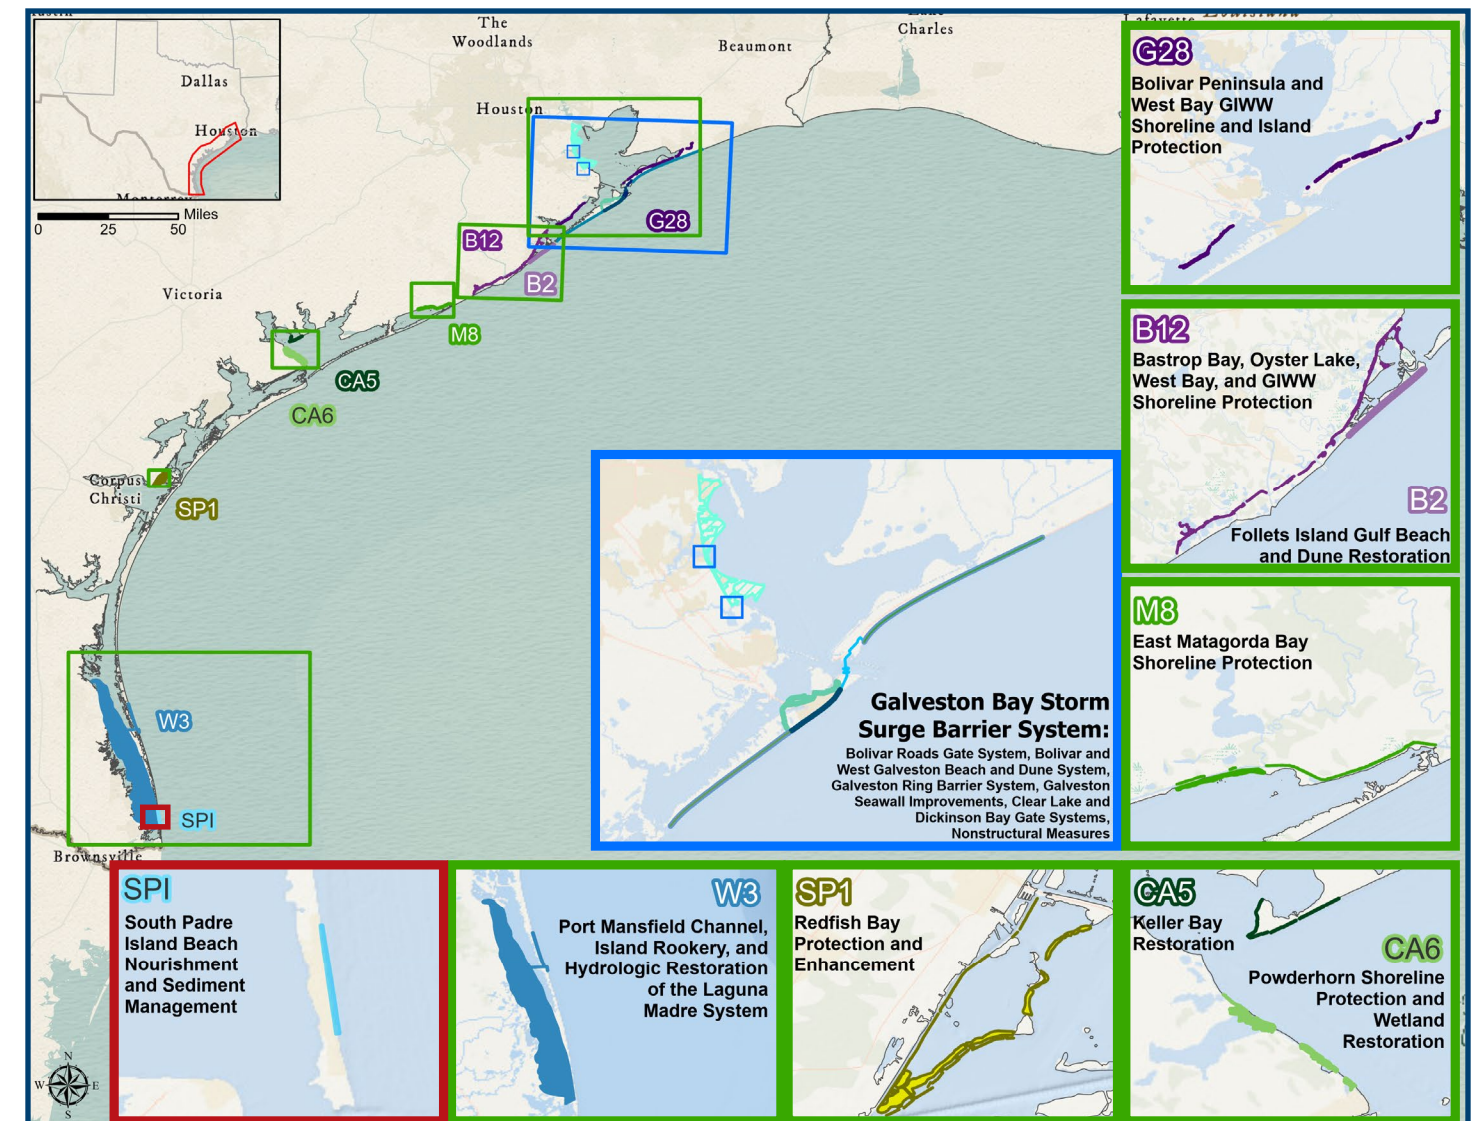 The
Woodlands
Beaumont
Lake
Charles
Lafayette
Louisiana
Austin
Dallas
Houston
Monterrey
Miles
0 25 50
Houston
Victoria
Corpus
Christi
Brownsville
G28
B12
B2
M8
CA5
CA6
SP1
W3
SPI
N
W E
S
G28
Bolivar Peninsula and
West Bay GIWW
Shoreline and Island
Protection
B12
Bastrop Bay, Oyster Lake,
West Bay, and GIWW
Shoreline Protection
B2
Follets Island Gulf Beach
and Dune Restoration
M8
East Matagorda Bay
Shoreline Protection
Galveston Bay Storm
Surge Barrier System:
Bolivar Roads Gate System, Bolivar and
West Galveston Beach and Dune System,
Galveston Ring Barrier System, Galveston
Seawall Improvements, Clear Lake and
Dickinson Bay Gate Systems,
Nonstructural Measures
SPI
South Padre
Island Beach
Nourishment
and Sediment
Management
W3
Port Mansfield Channel,
Island Rookery, and
Hydrologic Restoration
of the Laguna
Madre System
SP1
Redfish Bay
Protection and
Enhancement
CA5
Keller Bay
Restoration
CA6
Powderhorn Shoreline
Protection and
Wetland
Restoration